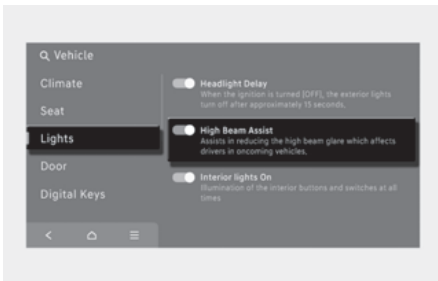 Vehicle
Climate
Seat
Lights
Door
Digital Keys
Headlight Delay
When the ignition is turned [OFF], the exterior lights
turn off after approximately 15 seconds.
High Beam Assist
Assists in reducing the high beam glare which affects
drivers in oncoming vehicles.
Interior lights On
Illumination of the interior buttons and switches at all
times